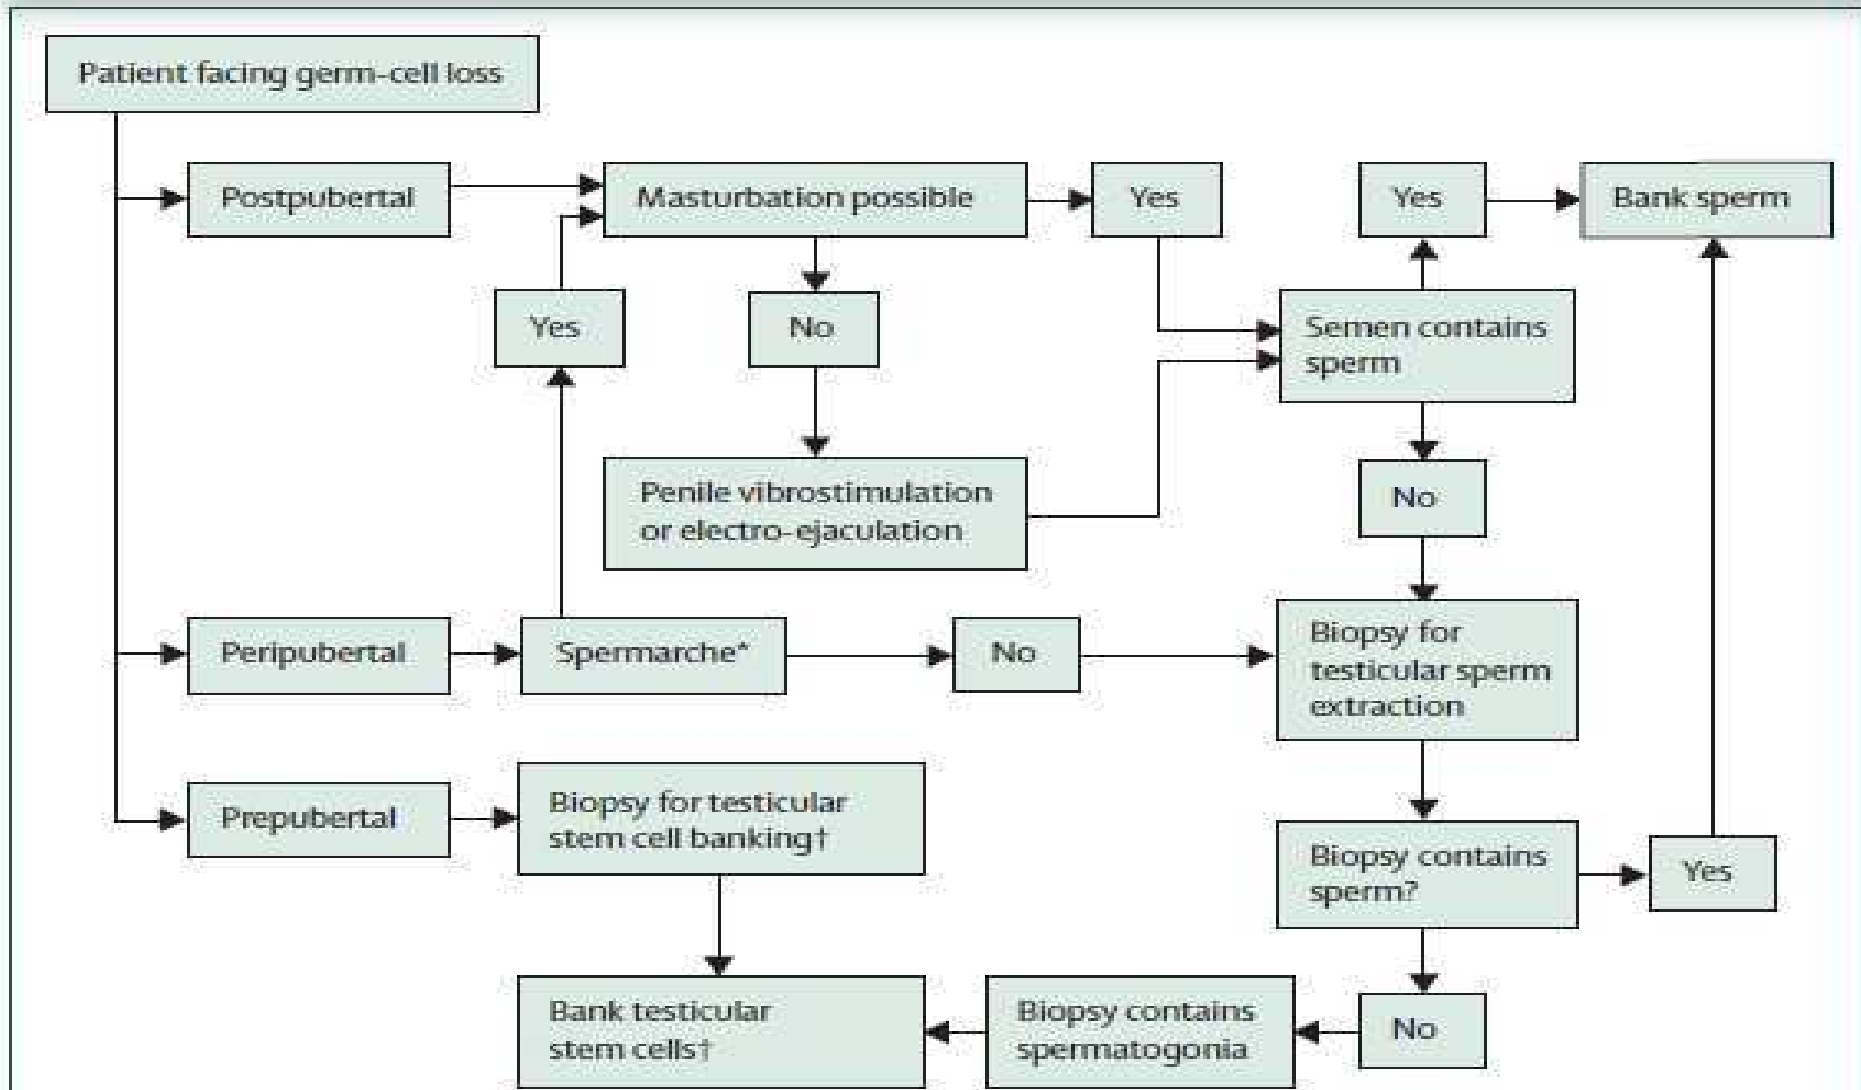 Patient facing germ-cell loss
Postpubertal
Masturbation possible
Yes
Yes
Bank sperm
Yes
No
Semen contains
sperm
Penile vibrostimulation
or electro-ejaculation
No
Peripubertal
Spermarche*
No
Biopsy for
testicular sperm
extraction
Prepubertal
Biopsy for testicular
stem cell banking†
Biopsy contains
sperm?
Yes
Bank testicular
stem cells†
Biopsy contains
spermatogonia
No